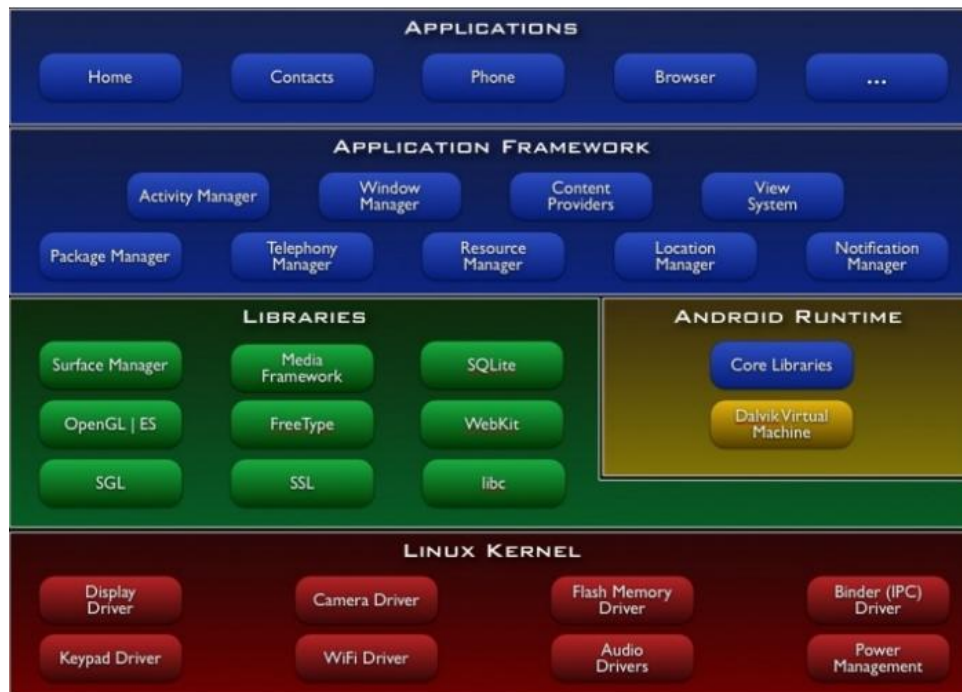 APPLICATIONS
Home Contacts Phone Browser ...
APPLICATION FRAMEWORK
Activity Manager
Window
Manager
Content
Providers
View
System
Package Manager
Telephony
Manager
Resource
Manager
Location
Manager
Notification
Manager
LIBRARIES
Surface Manager
Media
Framework
SQLite
OpenGL | ES
FreeType
WebKit
SGL
SSL
libc
ANDROID RUNTIME
Core Libraries
Dalvik Virtual
Machine
LINUX KERNEL
Display
Driver
Camera Driver
Flash Memory
Driver
Binder (IPC)
Driver
Keypad Driver
WiFi Driver
Audio
Drivers
Power
Management